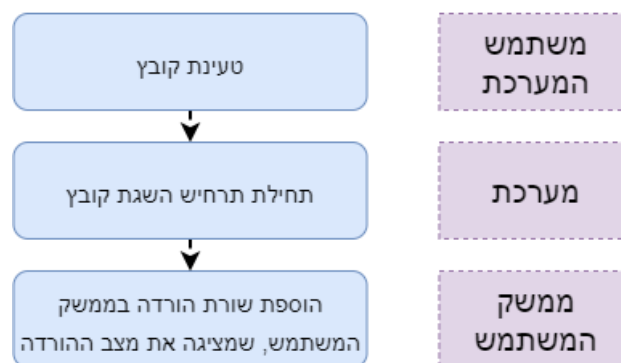 טעינת קובץ
משתמש
המערכת
תחילת תרחיש השגת קובץ
מערכת
הוספת שורת הורדה בממשק
המשתמש, שמציגה את מצב ההורדה
ממשק
המשתמש